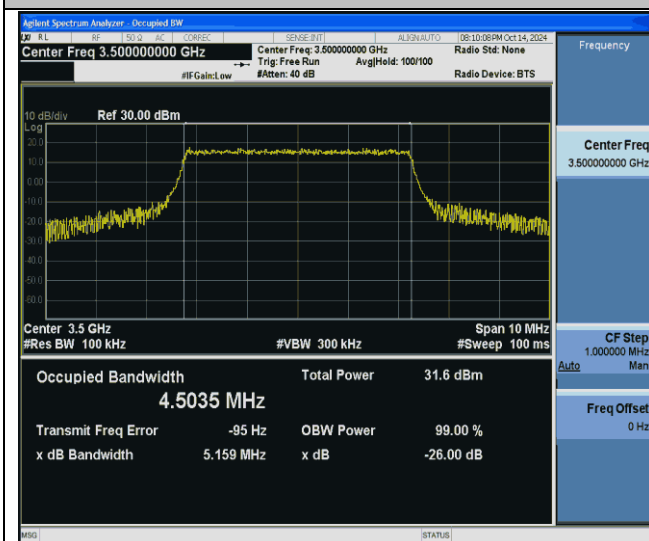 Agilent Spectrum Analyzer - Occupied BW
RL RF 50 Ω AC CORREC SENSE:INT ALIGNAUTO 08:10:08PM Oct 14, 2024
Center Freq 3.500000000 GHz
Center Freq: 3.500000000 GHz Radio Std: None
Trig: Free Run Avg|Hold: 100/100
#IFGain:Low #Atten: 40 dB Radio Device: BTS
10 dB/div Ref 30.00 dBm
Log
20.0
10.0
0.00
-10.0
-20.0
-30.0
-40.0
-50.0
-60.0
Center 3.5 GHz Span 10 MHz
#Res BW 100 kHz #VBW 300 kHz #Sweep 100 ms
Occupied Bandwidth Total Power 31.6 dBm
4.5035 MHz
Transmit Freq Error -95 Hz OBW Power 99.00 %
x dB Bandwidth 5.159 MHz x dB -26.00 dB
MSG STATUS
Frequency
Center Freq
3.500000000 GHz
CF Step
1.000000 MHz
Auto Man
Freq Offset
0 Hz